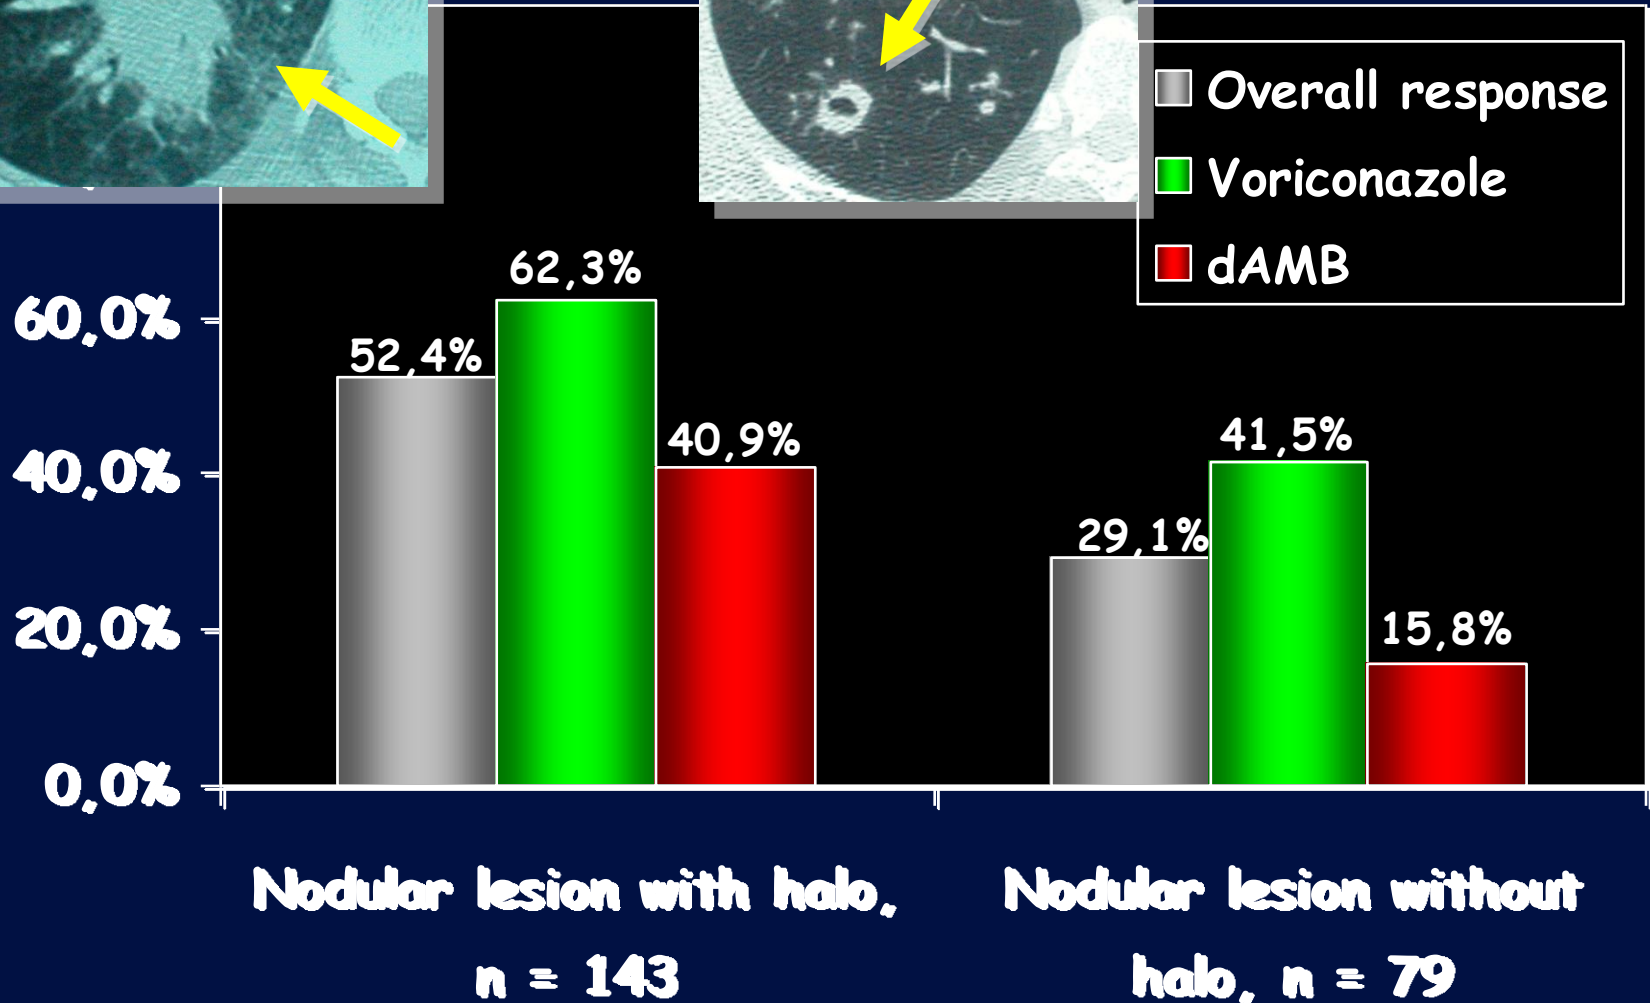 Overall response
Voriconazole
dAMB
60,0%
40,0%
20,0%
0,0%
52,4%
62,3%
40,9%
29,1%
41,5%
15,8%
Nodular lesion with halo,
n = 143
Nodular lesion without
halo, n = 79